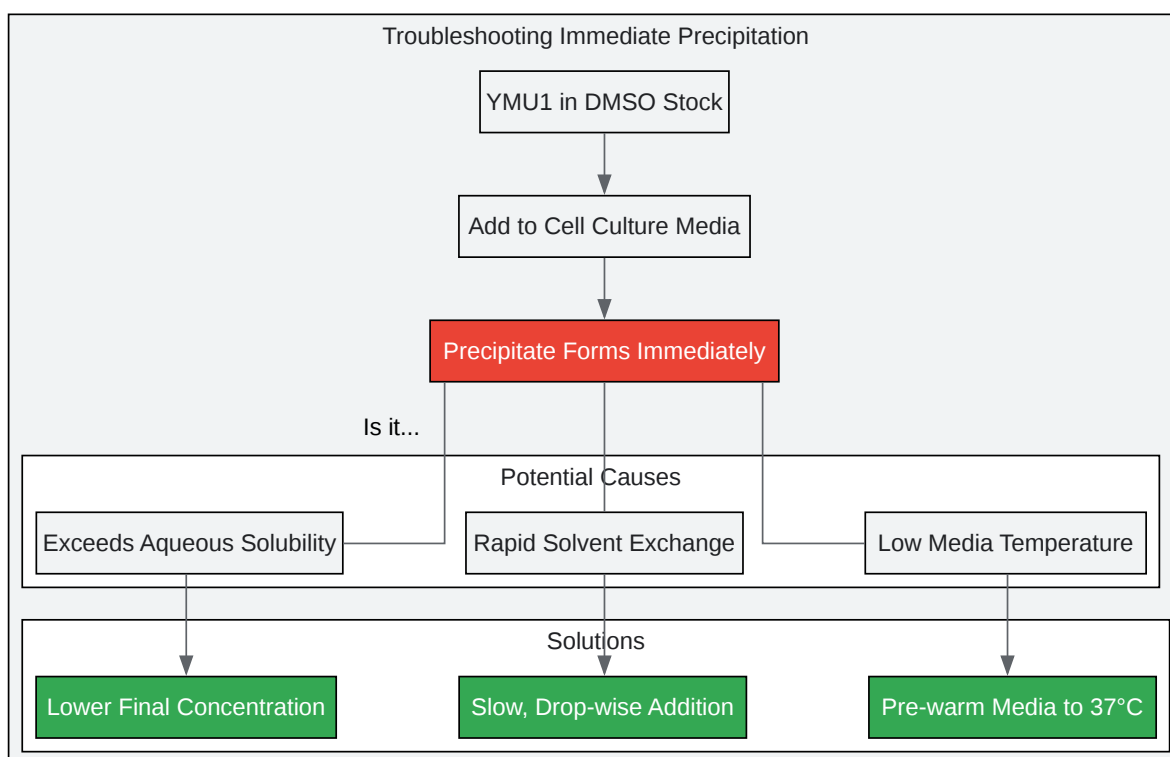 Troubleshooting Immediate Precipitation
YMU1 in DMSO Stock
Add to Cell Culture Media
Precipitate Forms Immediately
Is it...
Potential Causes
Exceeds Aqueous Solubility
Rapid Solvent Exchange
Low Media Temperature
Solutions
Lower Final Concentration
Slow, Drop-wise Addition
Pre-warm Media to 37°C